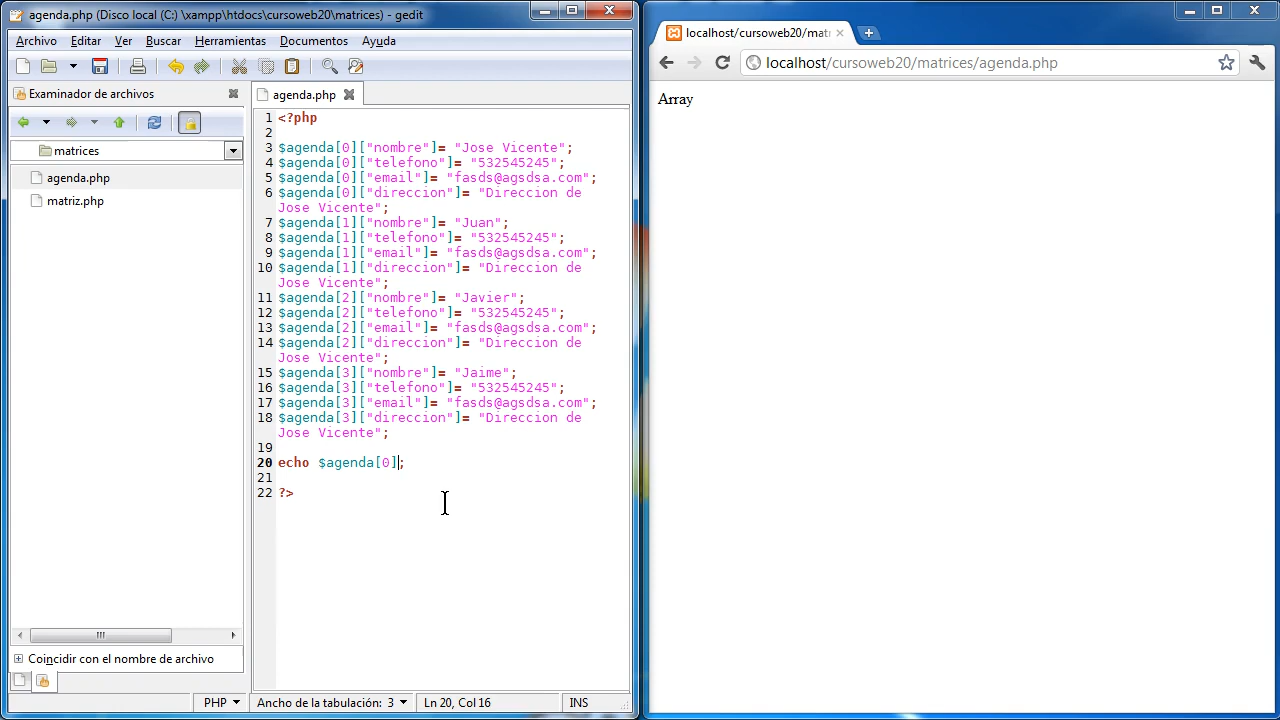 agenda.php (Disco local (C:) \xampp\htdocs\cursoweb20\matrices) - gedit
Archivo Editar Ver Buscar Herramientas Documentos Ayuda
Examinador de archivos
matrices
agenda.php
matriz.php
Coincidir con el nombre de archivo
agenda.php
1 <?php
2
3 $agenda[0]["nombre"]= "Jose Vicente";
4 $agenda[0]["telefono"]= "532545245";
5 $agenda[0]["email"]= "fasds@agsdsa.com";
6 $agenda[0]["direccion"]= "Direccion de
Jose Vicente";
7 $agenda[1]["nombre"]= "Juan";
8 $agenda[1]["telefono"]= "532545245";
9 $agenda[1]["email"]= "fasds@agsdsa.com";
10 $agenda[1]["direccion"]= "Direccion de
Jose Vicente";
11 $agenda[2]["nombre"]= "Javier";
12 $agenda[2]["telefono"]= "532545245";
13 $agenda[2]["email"]= "fasds@agsdsa.com";
14 $agenda[2]["direccion"]= "Direccion de
Jose Vicente";
15 $agenda[3]["nombre"]= "Jaime";
16 $agenda[3]["telefono"]= "532545245";
17 $agenda[3]["email"]= "fasds@agsdsa.com";
18 $agenda[3]["direccion"]= "Direccion de
Jose Vicente";
19
20 echo $agenda[0];
21
22 ?>
PHP Ancho de la tabulación: 3 Ln 20, Col 16 INS
localhost/cursoweb20/matr
localhost/cursoweb20/matrices/agenda.php
Array